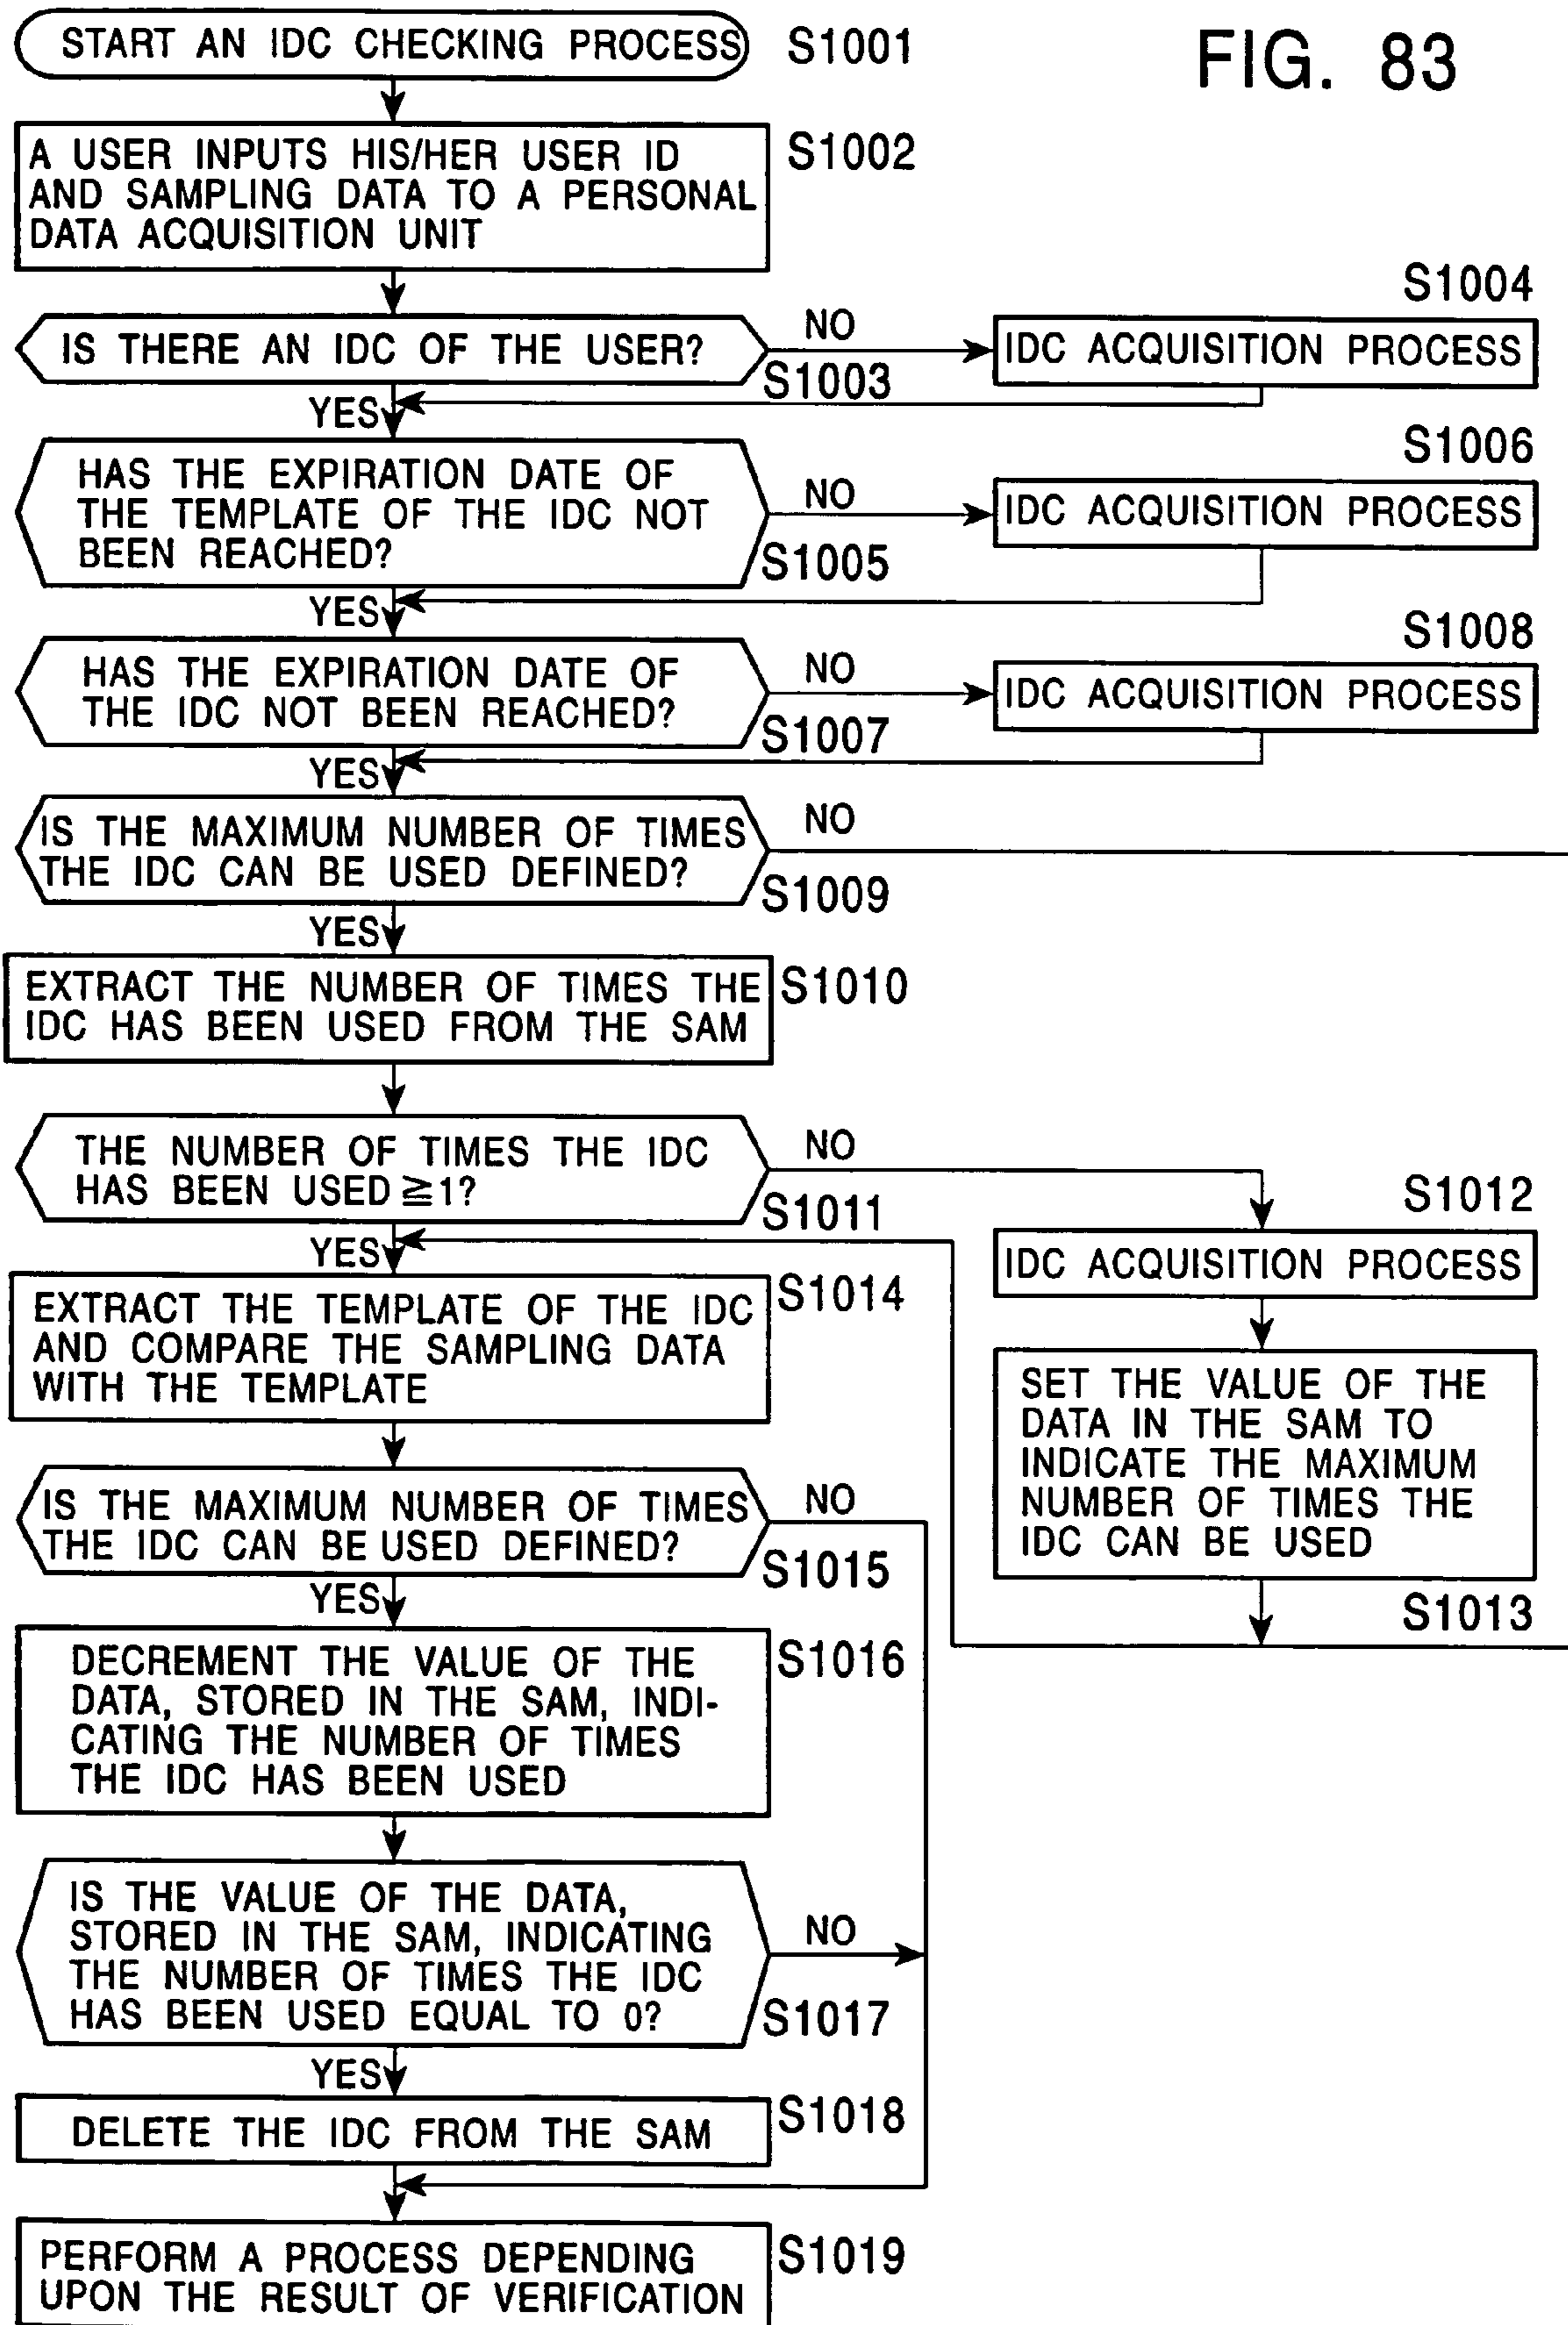 FIG. 83
START AN IDC CHECKING PROCESS
S1001
A USER INPUTS HIS/HER USER ID
AND SAMPLING DATA TO A PERSONAL
DATA ACQUISITION UNIT
S1002
IS THERE AN IDC OF THE USER?
S1003
NO
S1004
IDC ACQUISITION PROCESS
YES
HAS THE EXPIRATION DATE OF
THE TEMPLATE OF THE IDC NOT
BEEN REACHED?
S1005
NO
S1006
IDC ACQUISITION PROCESS
YES
HAS THE EXPIRATION DATE OF
THE IDC NOT BEEN REACHED?
S1007
NO
S1008
IDC ACQUISITION PROCESS
YES
IS THE MAXIMUM NUMBER OF TIMES
THE IDC CAN BE USED DEFINED?
S1009
NO
YES
EXTRACT THE NUMBER OF TIMES THE
IDC HAS BEEN USED FROM THE SAM
S1010
THE NUMBER OF TIMES THE IDC
HAS BEEN USED ≧1?
S1011
NO
S1012
IDC ACQUISITION PROCESS
SET THE VALUE OF THE
DATA IN THE SAM TO
INDICATE THE MAXIMUM
NUMBER OF TIMES THE
IDC CAN BE USED
S1013
YES
EXTRACT THE TEMPLATE OF THE IDC
AND COMPARE THE SAMPLING DATA
WITH THE TEMPLATE
S1014
IS THE MAXIMUM NUMBER OF TIMES
THE IDC CAN BE USED DEFINED?
S1015
NO
YES
DECREMENT THE VALUE OF THE
DATA, STORED IN THE SAM, INDI-
CATING THE NUMBER OF TIMES
THE IDC HAS BEEN USED
S1016
IS THE VALUE OF THE DATA,
STORED IN THE SAM, INDICATING
THE NUMBER OF TIMES THE IDC
HAS BEEN USED EQUAL TO 0?
S1017
NO
YES
DELETE THE IDC FROM THE SAM
S1018
PERFORM A PROCESS DEPENDING
UPON THE RESULT OF VERIFICATION
S1019